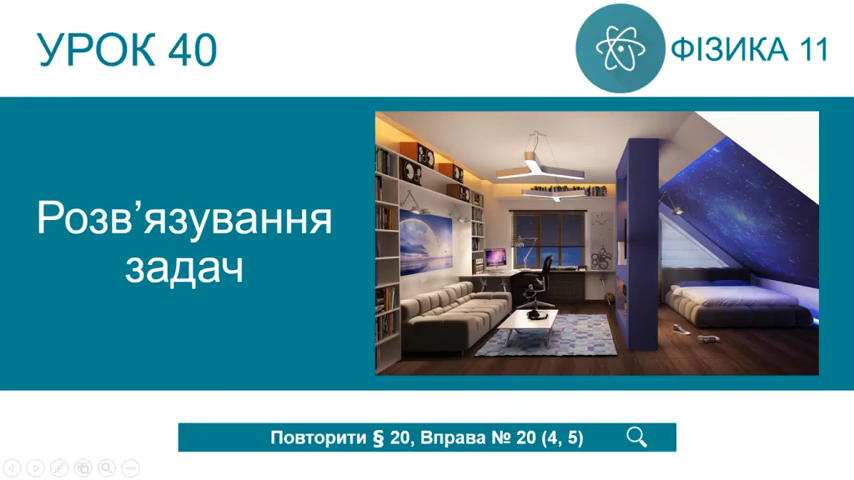 УРОК 40
ФІЗИКА 11
Розв’язування
задач
Повторити § 20, Вправа № 20 (4, 5)